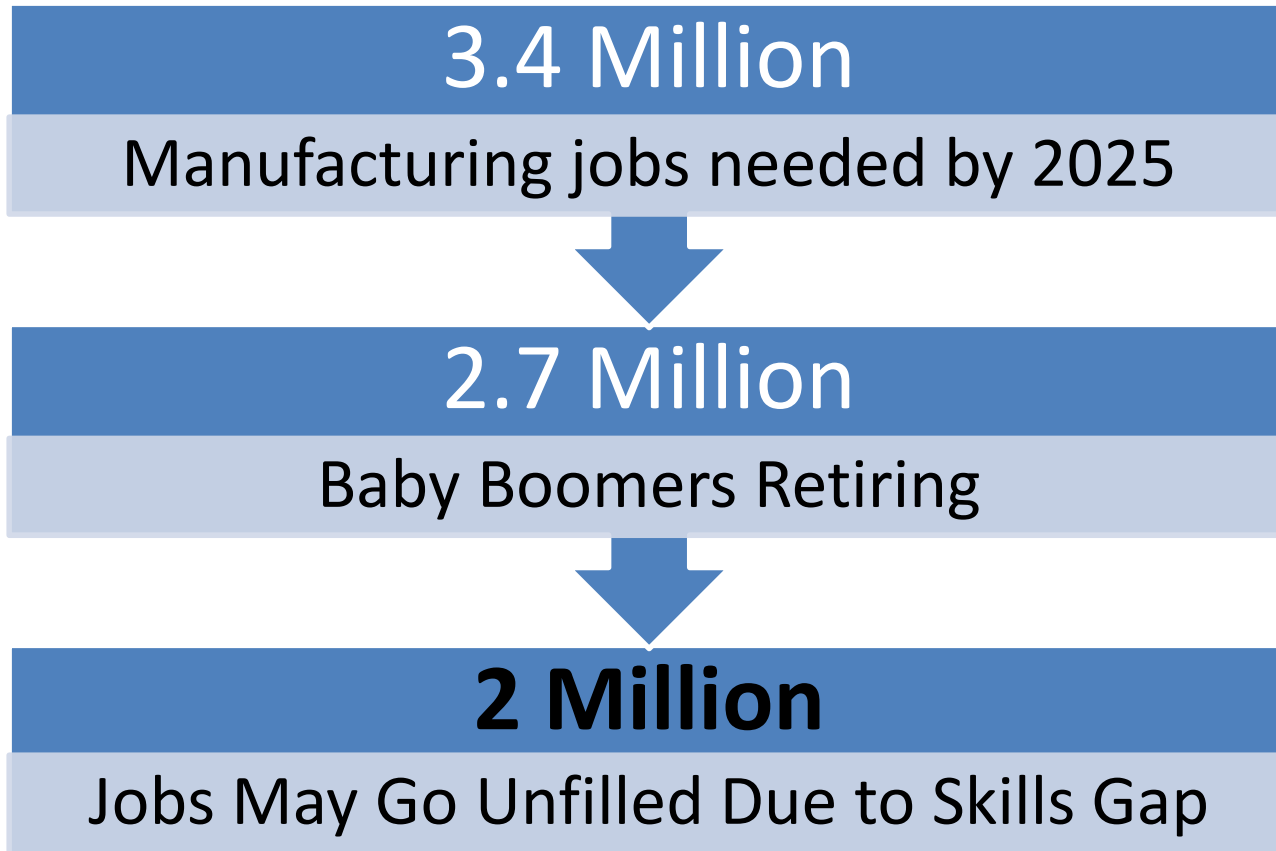 3.4 Million
Manufacturing jobs needed by 2025
2.7 Million
Baby Boomers Retiring
2 Million
Jobs May Go Unfilled Due to Skills Gap